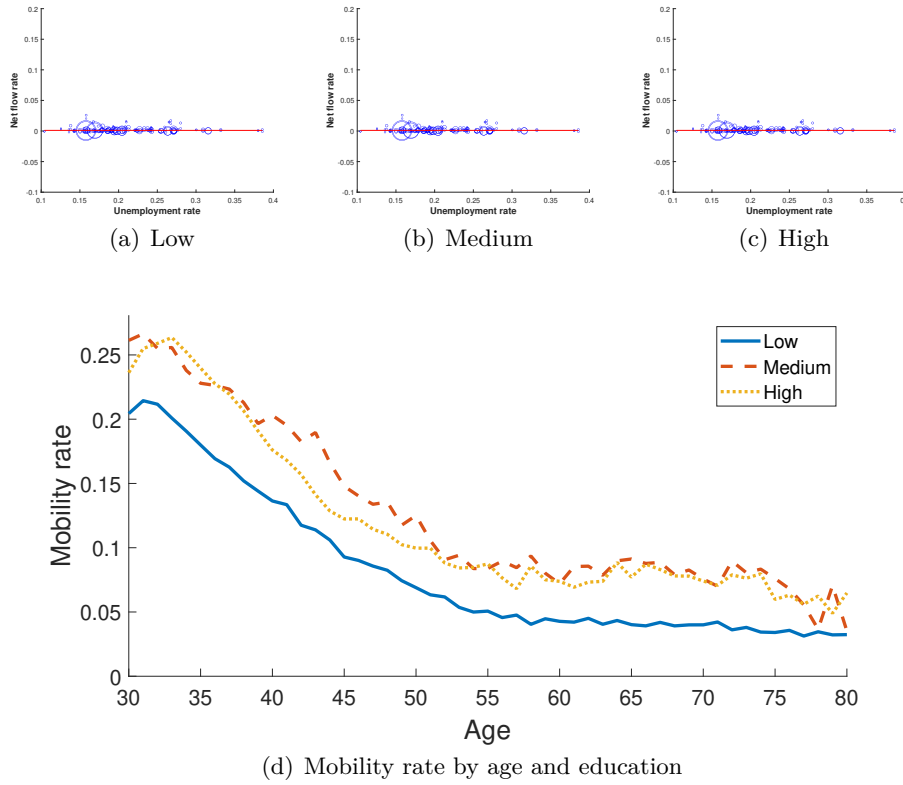 0.2
0.15
0.1
0.05
0
-0.05
-0.1
Net flow rate
0.1 0.15 0.2 0.25 0.3 0.35 0.4
Unemployment rate
(a) Low
0.2
0.15
0.1
0.05
0
-0.05
-0.1
Net flow rate
0.1 0.15 0.2 0.25 0.3 0.35 0.4
Unemployment rate
(b) Medium
0.2
0.15
0.1
0.05
0
-0.05
-0.1
Net flow rate
0.1 0.15 0.2 0.25 0.3 0.35 0.4
Unemployment rate
(c) High
0.25
0.2
0.15
0.1
0.05
0
Mobility rate
Low
Medium
High
30 35 40 45 50 55 60 65 70 75 80
Age
(d) Mobility rate by age and education